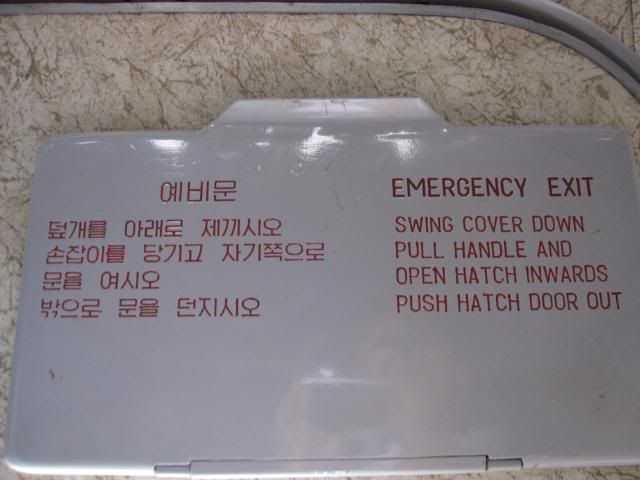 예비문
덮개를 아래로 제끼시오
손잡이를 당기고 자기쪽으로
문을 여시오
밖으로 문을 던지시오
EMERGENCY EXIT
SWING COVER DOWN
PULL HANDLE AND
OPEN HATCH INWARDS
PUSH HATCH DOOR OUT